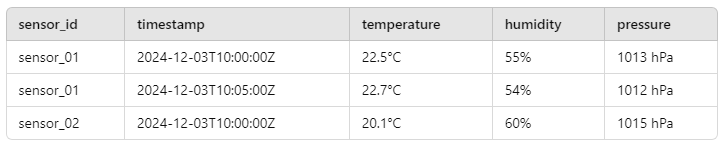 sensor_id timestamp temperature humidity pressure
sensor_01 2024-12-03T10:00:00Z 22.5°C 55% 1013 hPa
sensor_01 2024-12-03T10:05:00Z 22.7°C 54% 1012 hPa
sensor_02 2024-12-03T10:00:00Z 20.1°C 60% 1015 hPa